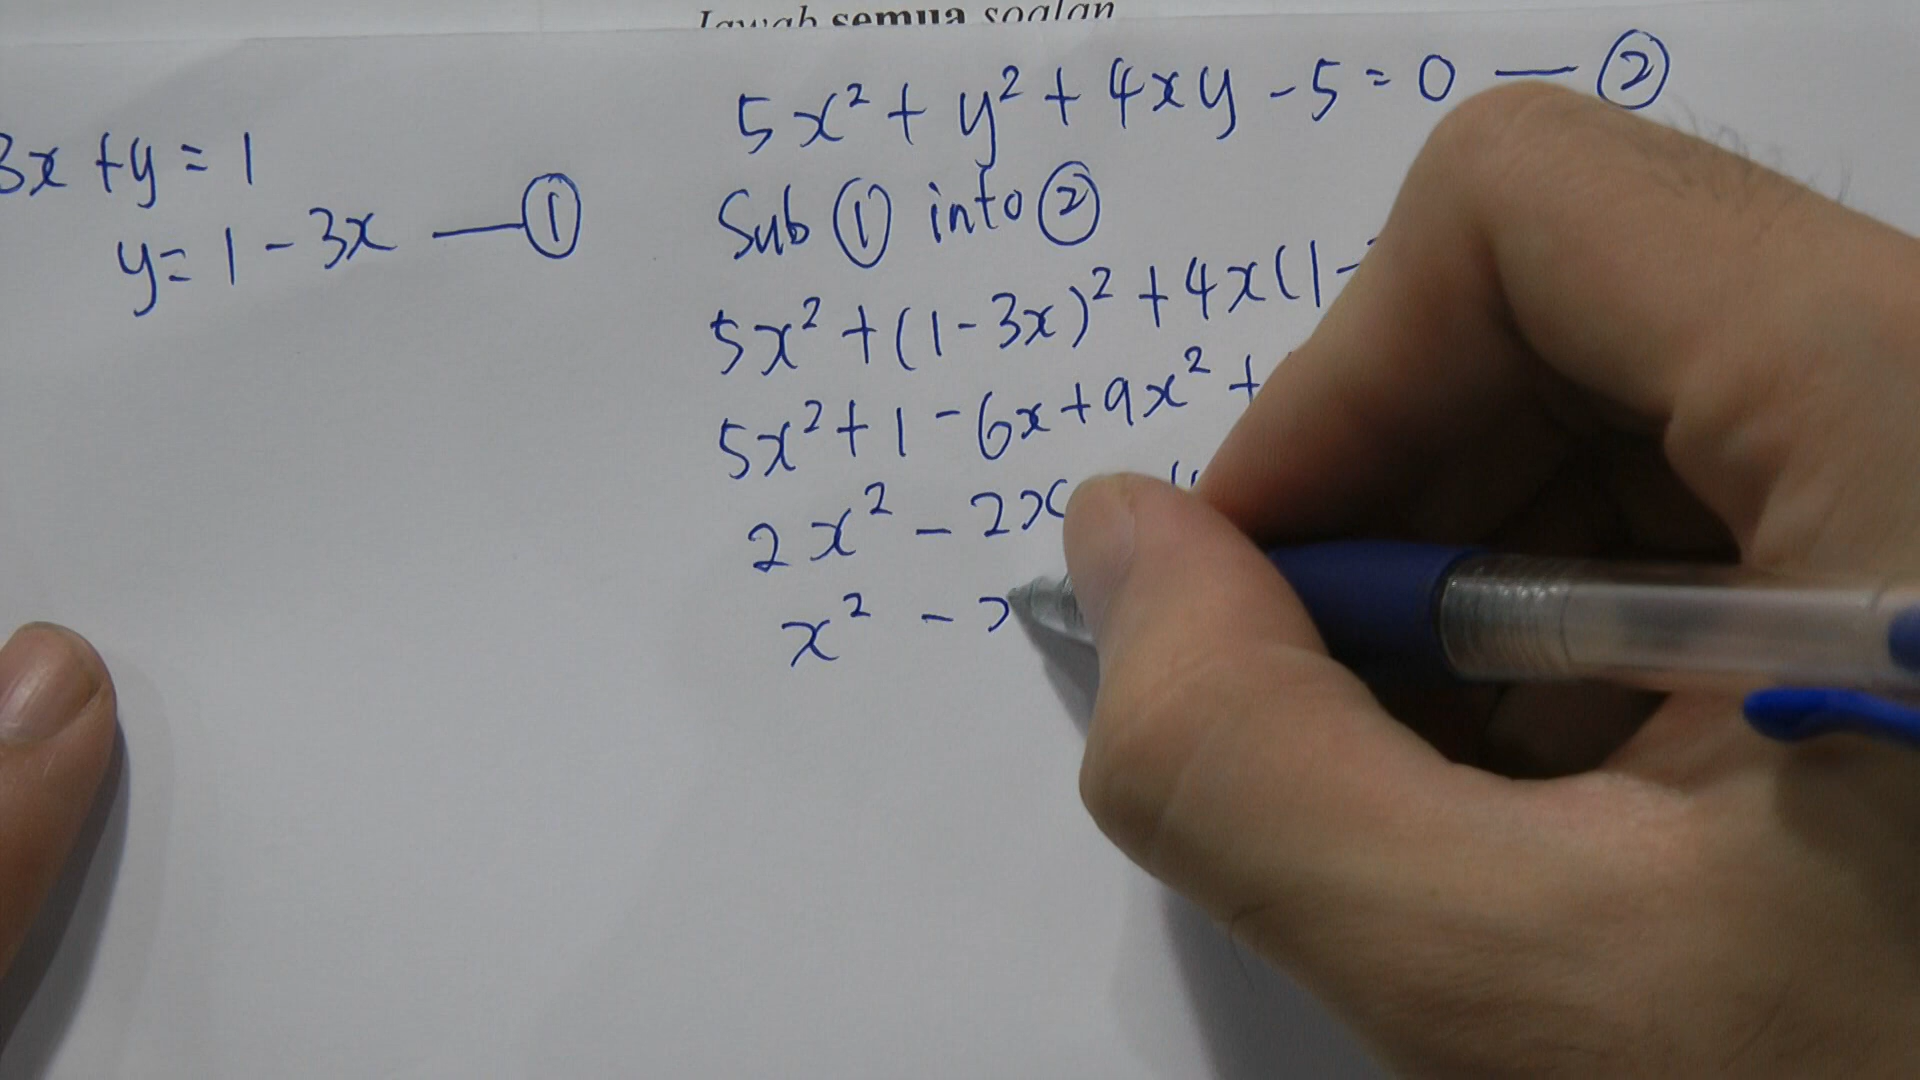 Jawab semua soalan
3x + y = 1
y = 1 - 3x — ①
5x² + y² + 4xy - 5 = 0 — ②
Sub ① into ②
5x² + (1 - 3x)² + 4x(1 -
5x² + 1 - 6x + 9x² +
2x² - 2x
x² -